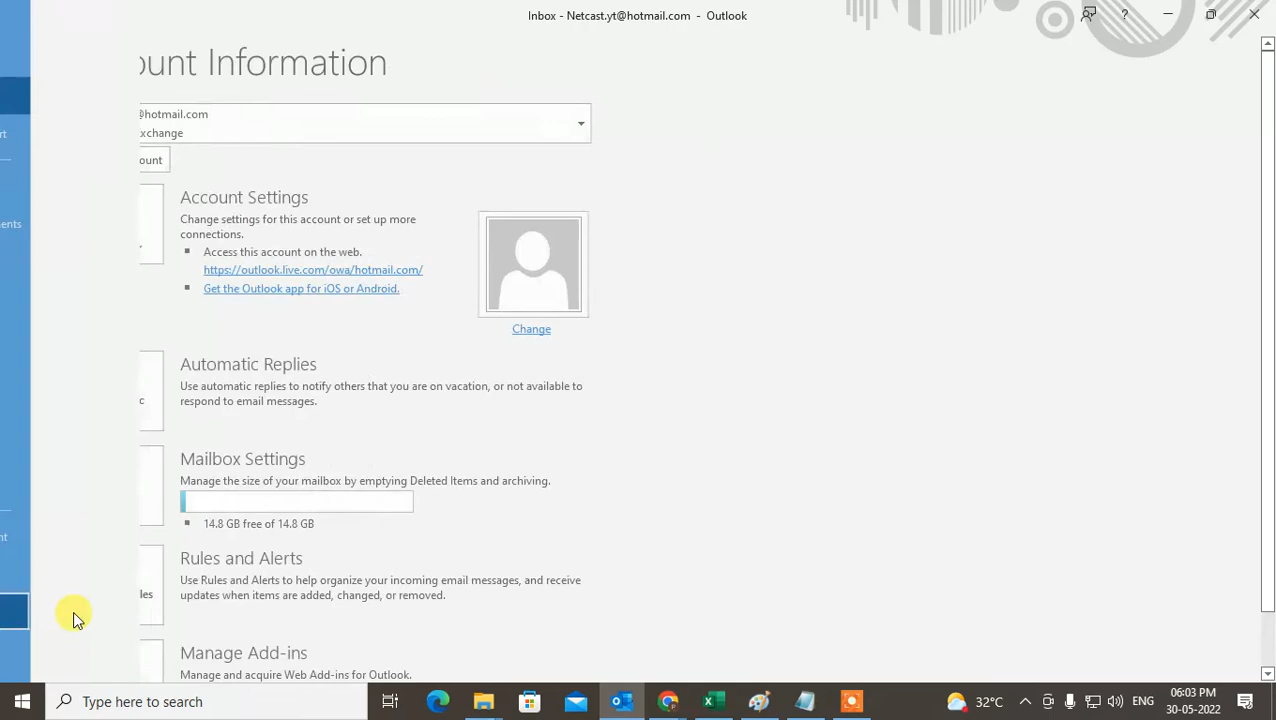 Inbox - Netcast.yt@hotmail.com - Outlook
?
ount Information
@hotmail.com
xchange
ount
Account Settings
Change settings for this account or set up more
connections.
Access this account on the web.
https://outlook.live.com/owa/hotmail.com/
Get the Outlook app for iOS or Android.
Change
Automatic Replies
Use automatic replies to notify others that you are on vacation, or not available to
respond to email messages.
Mailbox Settings
Manage the size of your mailbox by emptying Deleted Items and archiving.
14.8 GB free of 14.8 GB
Rules and Alerts
Use Rules and Alerts to help organize your incoming email messages, and receive
updates when items are added, changed, or removed.
les
Manage Add-ins
Manage and acquire Web Add-ins for Outlook.
Type here to search
32°C
ENG
06:03 PM
30-05-2022